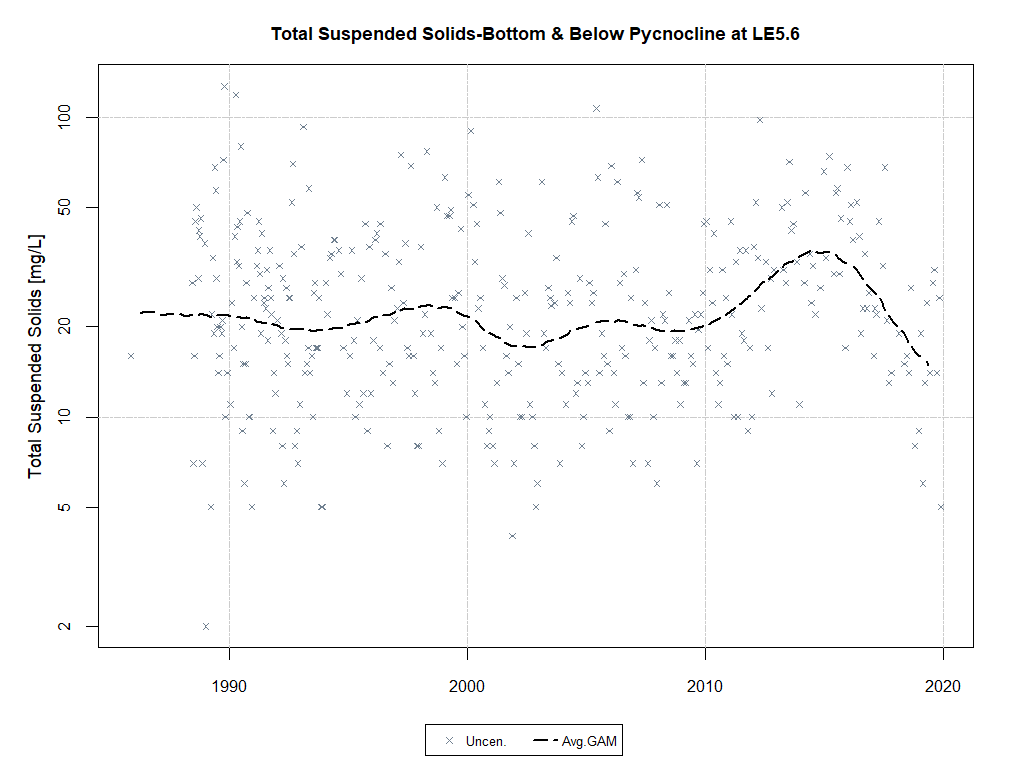 Total Suspended Solids-Bottom & Below Pycnocline at LE5.6
Total Suspended Solids [mg/L]
100
50
20
10
5
2
1990 2000 2010 2020
Uncen. Avg.GAM